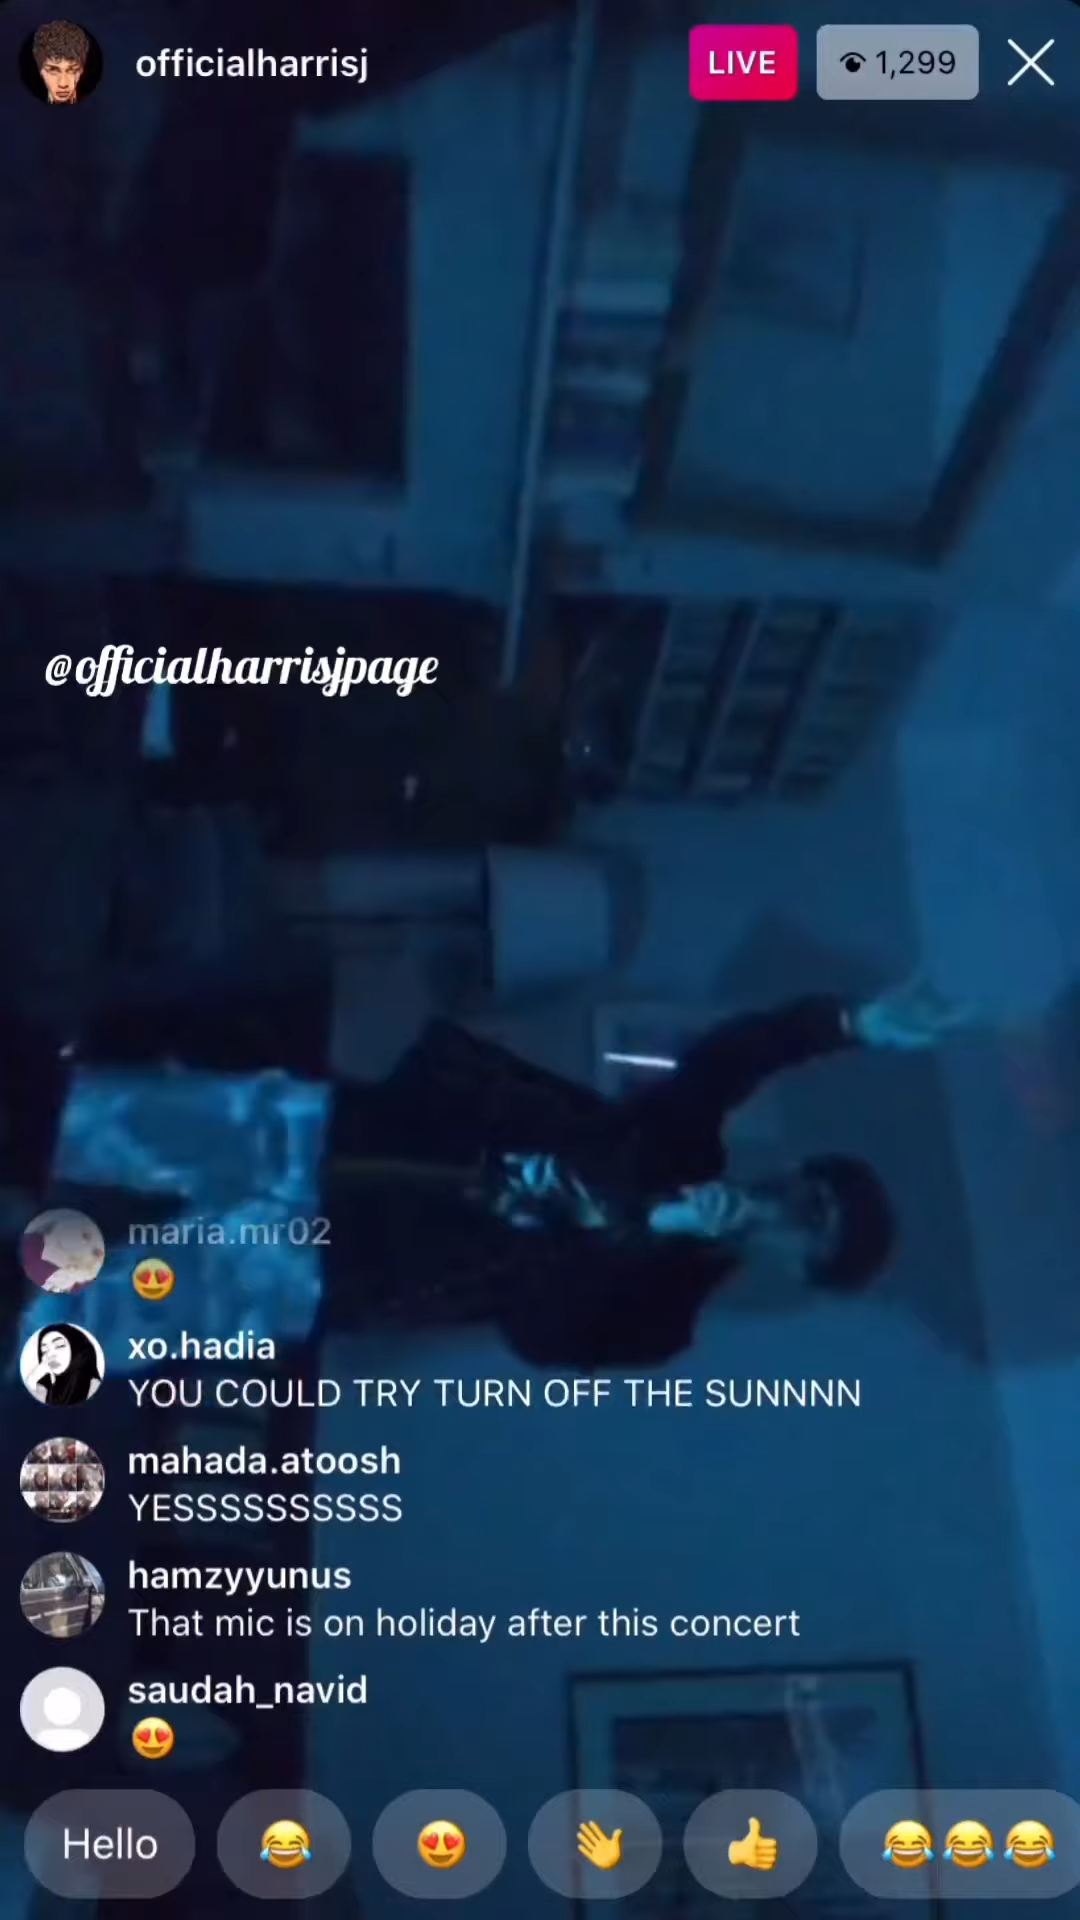 officialharrisj
LIVE
1,299
@officialharrisjpage
maria.mr02
😍
xo.hadia
YOU COULD TRY TURN OFF THE SUNNNN
mahada.atoosh
YESSSSSSSSSS
hamzyyunus
That mic is on holiday after this concert
saudah_navid
😍
Hello 😂 😍 👋 👍 😂😂😂